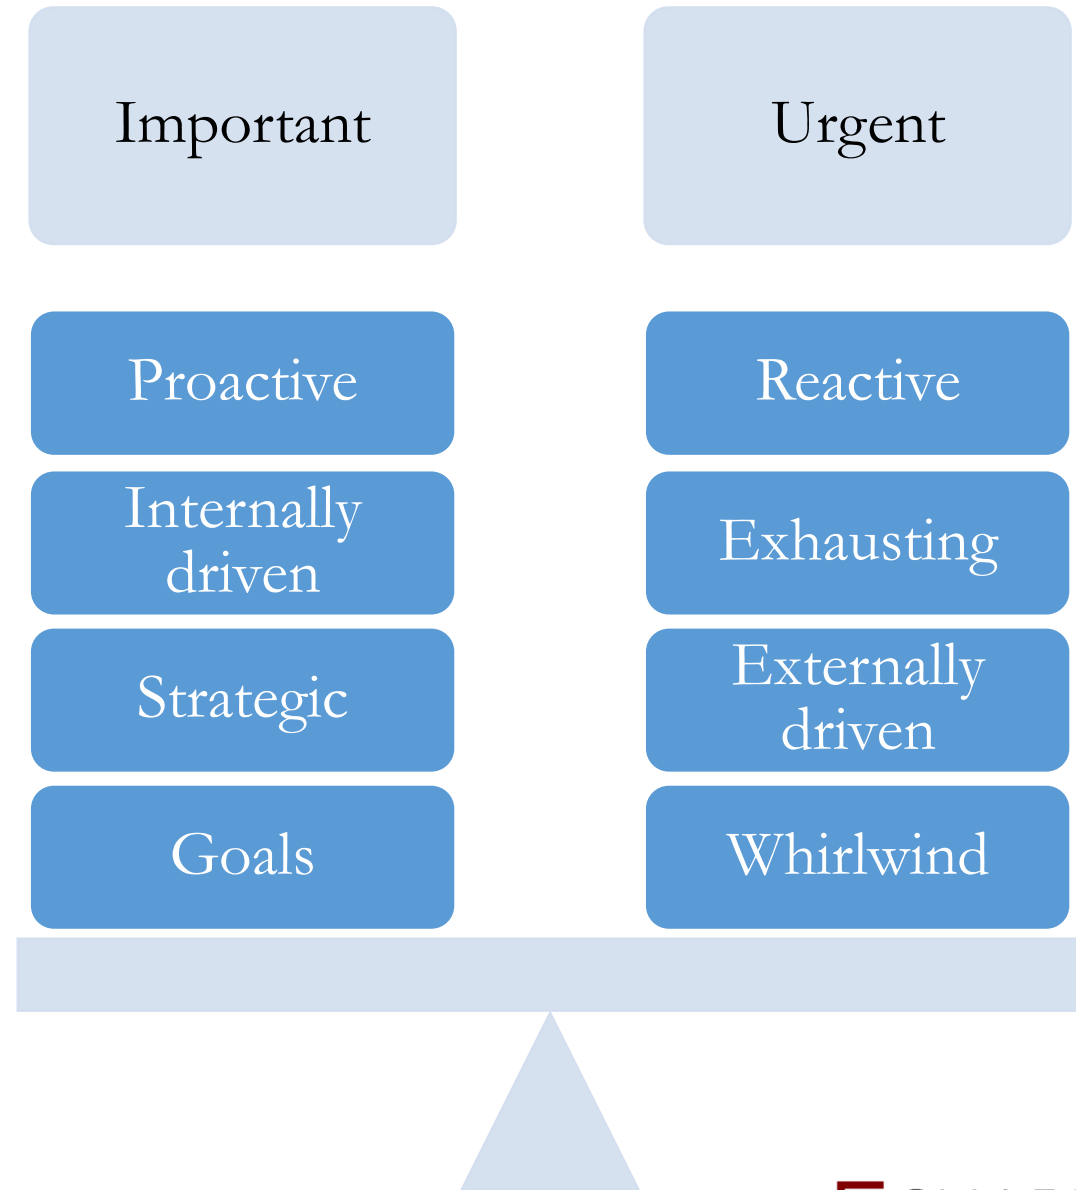 Important
Urgent
Proactive
Reactive
Internally
driven
Exhausting
Strategic
Externally
driven
Goals
Whirlwind